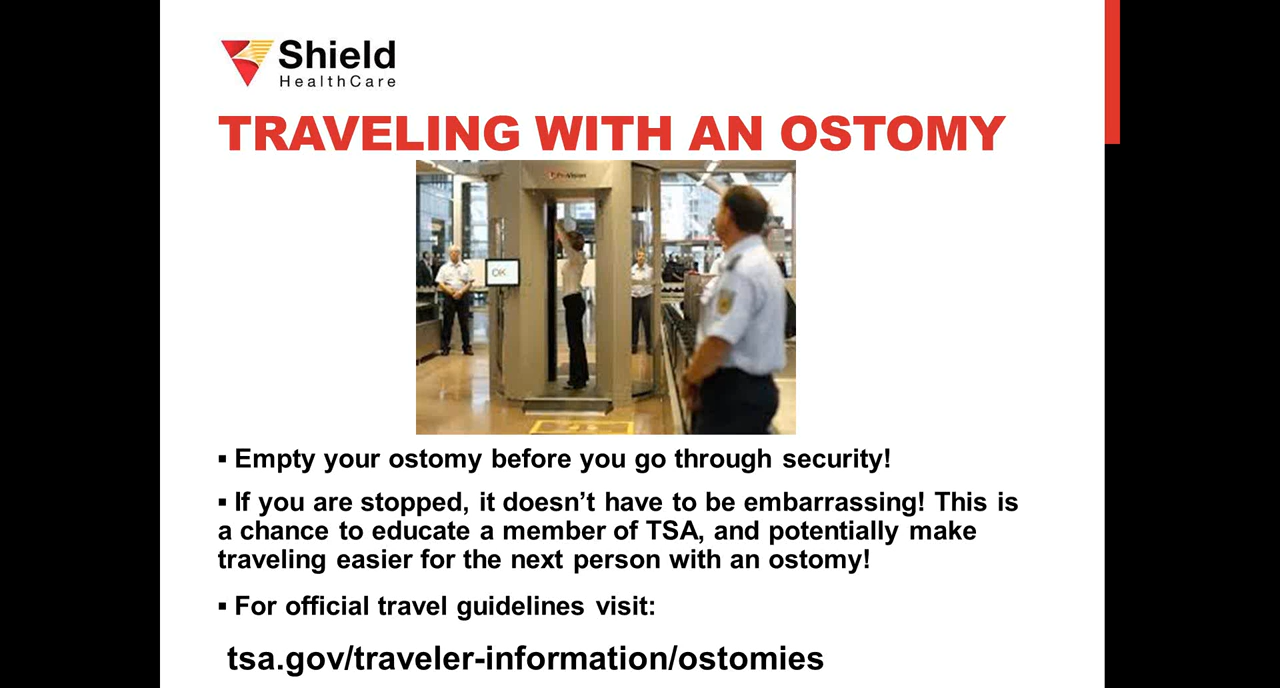 Shield
HealthCare
TRAVELING WITH AN OSTOMY
ProVision
OK
▪ Empty your ostomy before you go through security!
▪ If you are stopped, it doesn’t have to be embarrassing! This is
a chance to educate a member of TSA, and potentially make
traveling easier for the next person with an ostomy!
▪ For official travel guidelines visit:
tsa.gov/traveler-information/ostomies